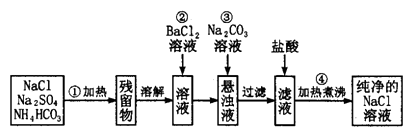 NaCl
Na₂SO₄
NH₄HCO₃
①加热
残留物
溶解
②
BaCl₂
溶液
溶液
③
Na₂CO₃
溶液
悬浊液
过滤
盐酸
滤液
④
加热煮沸
纯净的
NaCl
溶液